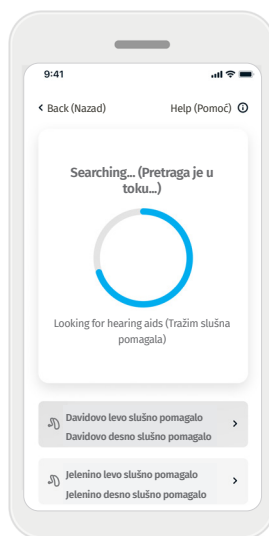 9:41
Back (Nazad) Help (Pomoć)
Searching... (Pretraga je u
toku...)
Looking for hearing aids (Tražim slušna
pomagala)
Davidovo levo slušno pomagalo
Davidovo desno slušno pomagalo
Jelenino levo slušno pomagalo
Jelenino desno slušno pomagalo